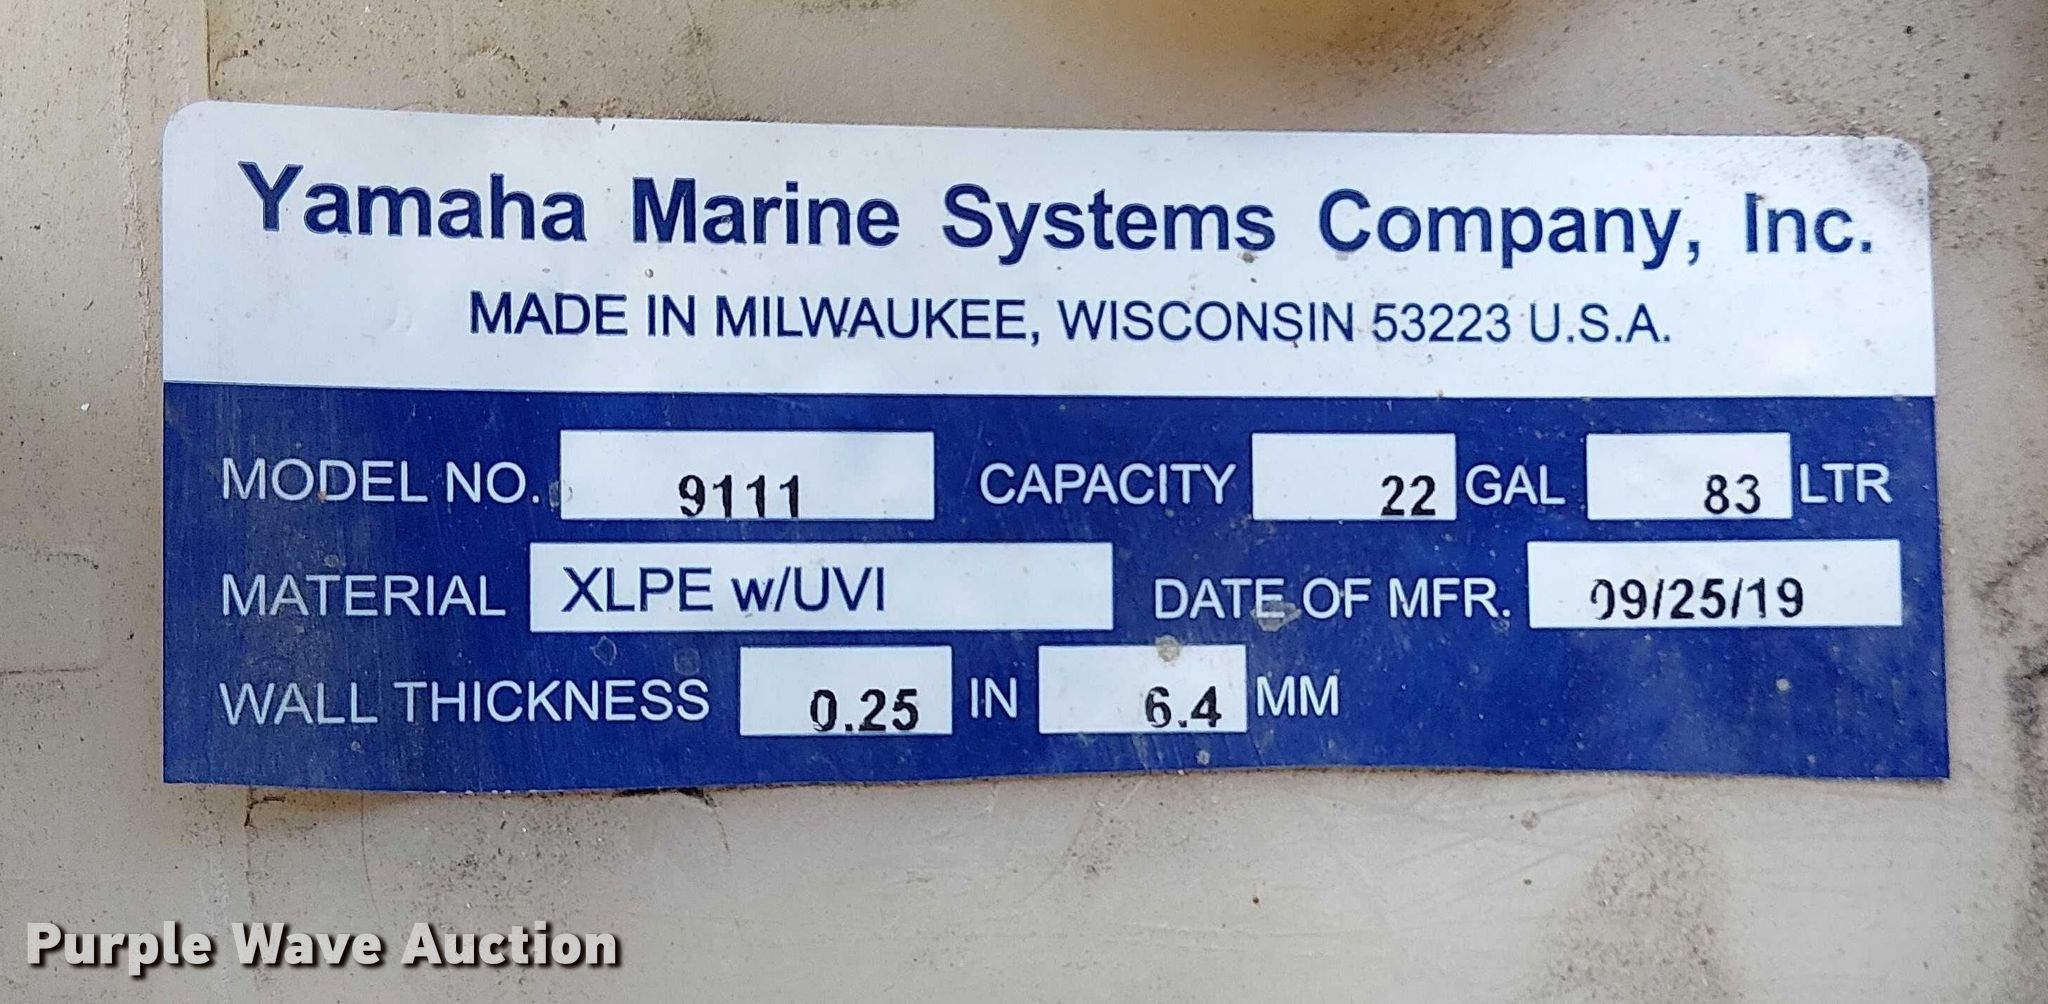 Yamaha Marine Systems Company, Inc.
MADE IN MILWAUKEE, WISCONSIN 53223 U.S.A.
MODEL NO. 9111 CAPACITY 22 GAL 83 LTR
MATERIAL XLPE w/UVI DATE OF MFR. 09/25/19
WALL THICKNESS 0.25 IN 6.4 MM
Purple Wave Auction